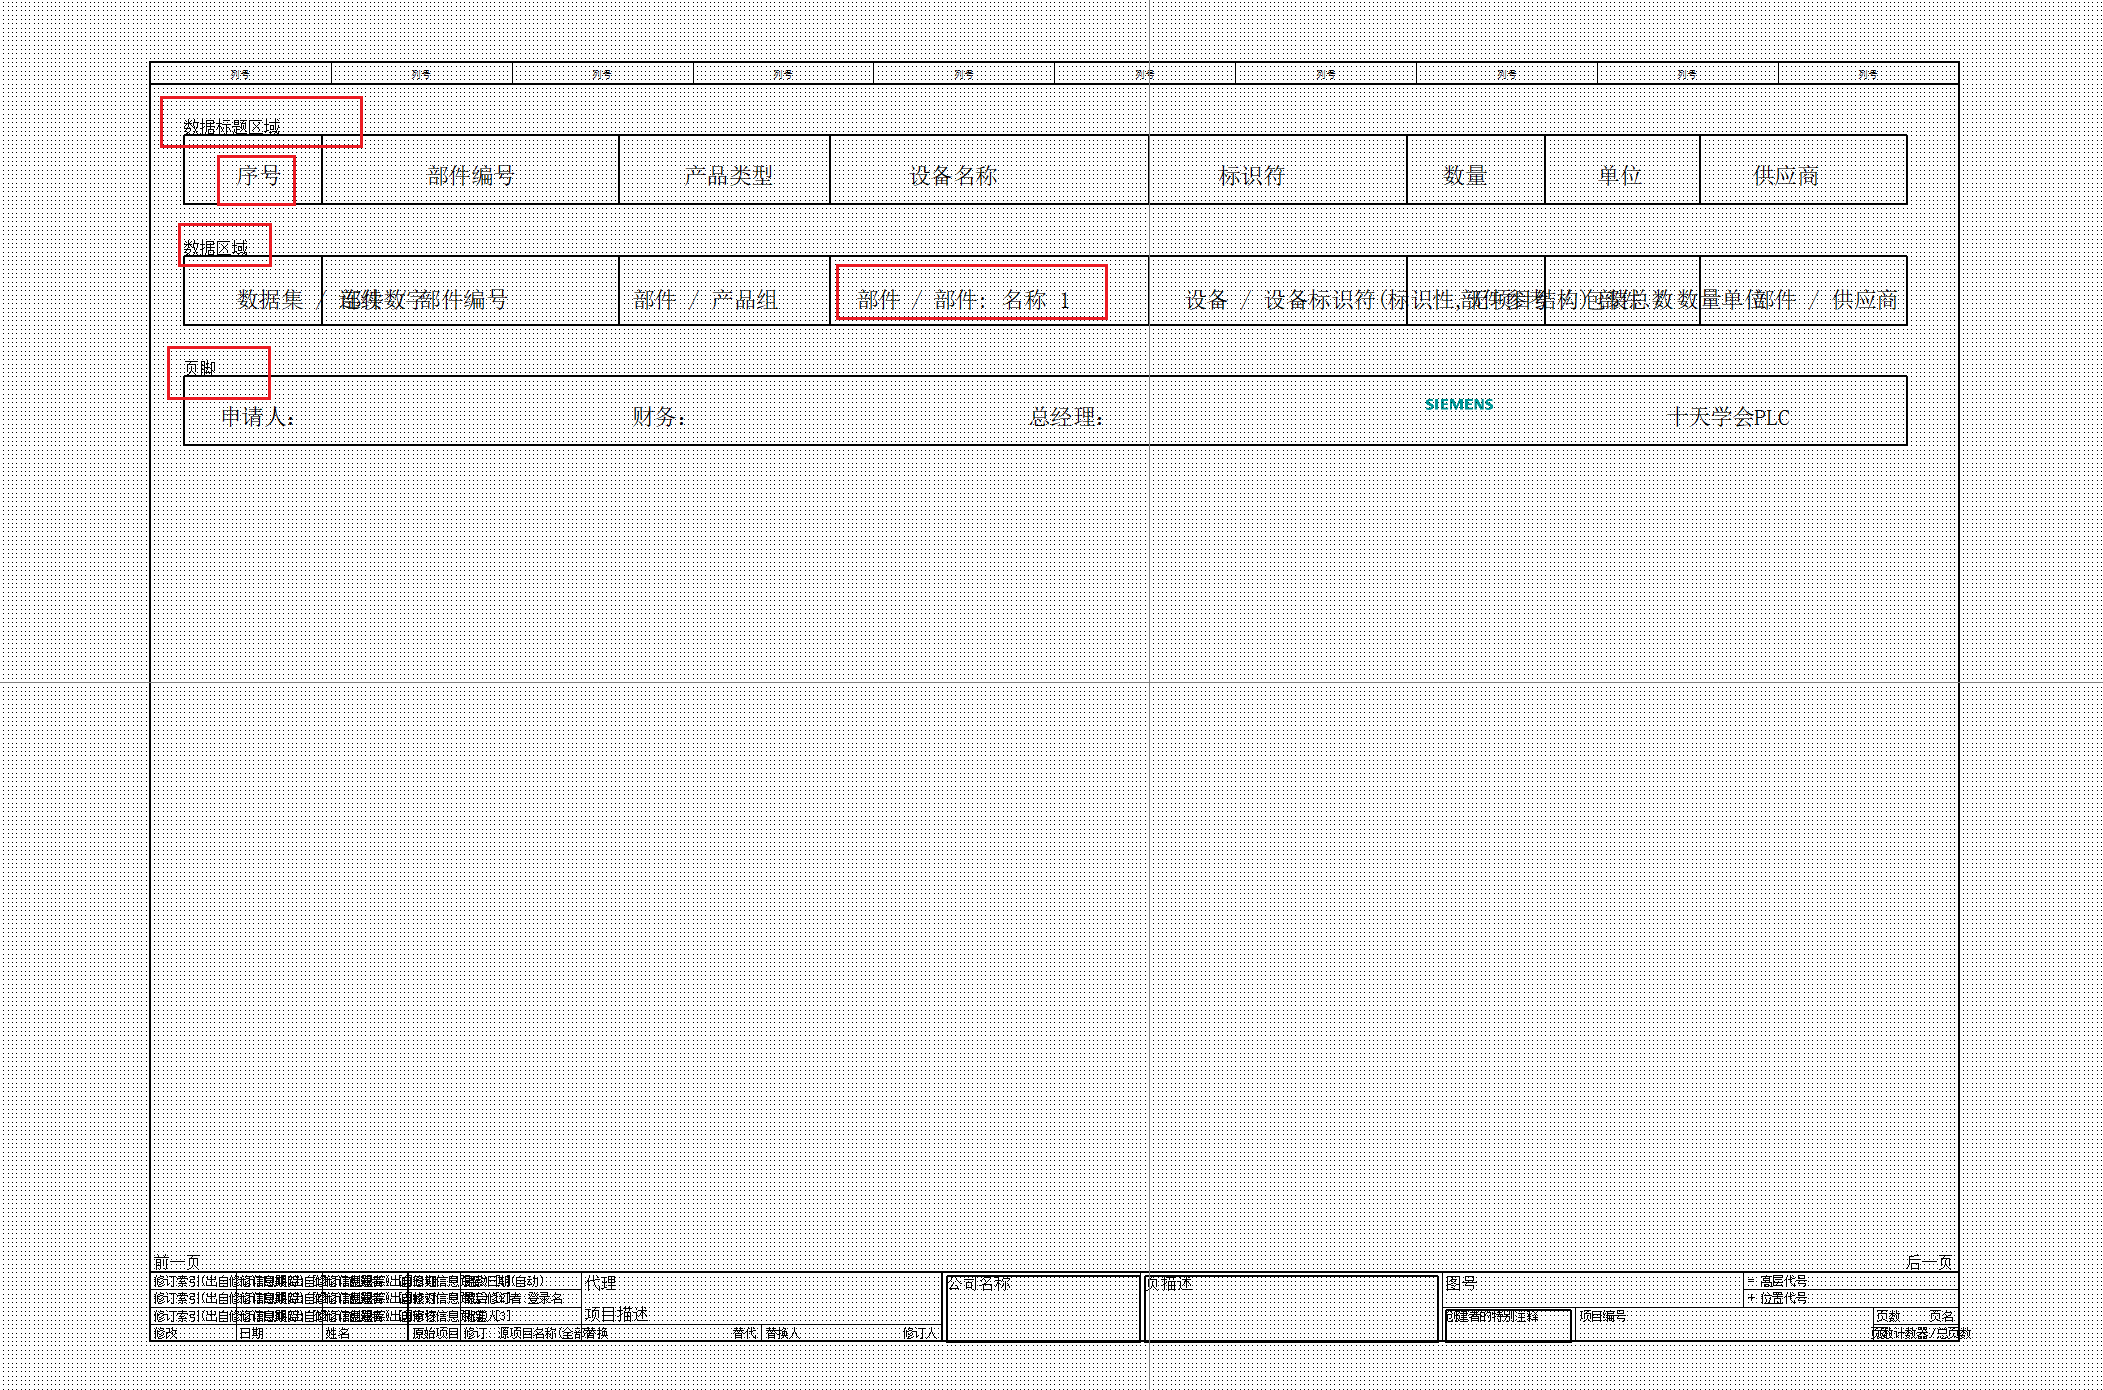 列号 列号 列号 列号 列号 列号 列号 列号 列号 列号
数据标题区域
序号 部件编号 产品类型 设备名称 标识符 数量 单位 供应商
数据区域
数据集 / 连续数字 部件 / 部件编号 部件 / 产品组 部件 / 部件: 名称 1 设备 / 设备标识符(标识性,无项目结构) 总数 数量单位 部件 / 供应商
页脚
申请人: 财务: 总经理: SIEMENS 十天学会PLC
前一页 后一页
修订索引(出自修 代理 公司名称 页描述 图号 = 高层代号
修订索引(出自修 登录名 + 位置代号
修订索引(出自修 项目描述 创建者的特别注释 项目编号 页数 页名
修改 日期 姓名 原始项目 修订: 源项目名称(全部 替换 替代 替换人 修订人 计数器/总页数